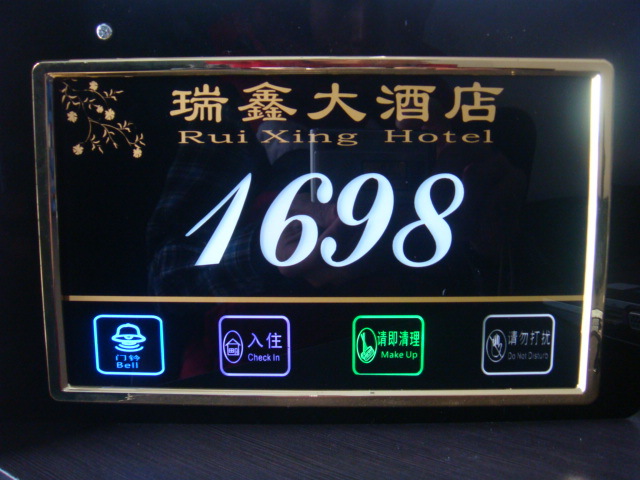 瑞鑫大酒店
Rui Xing Hotel
1698
门铃
Bell
入住
Check In
请即清理
Make Up
请勿打扰
Do Not Disturb